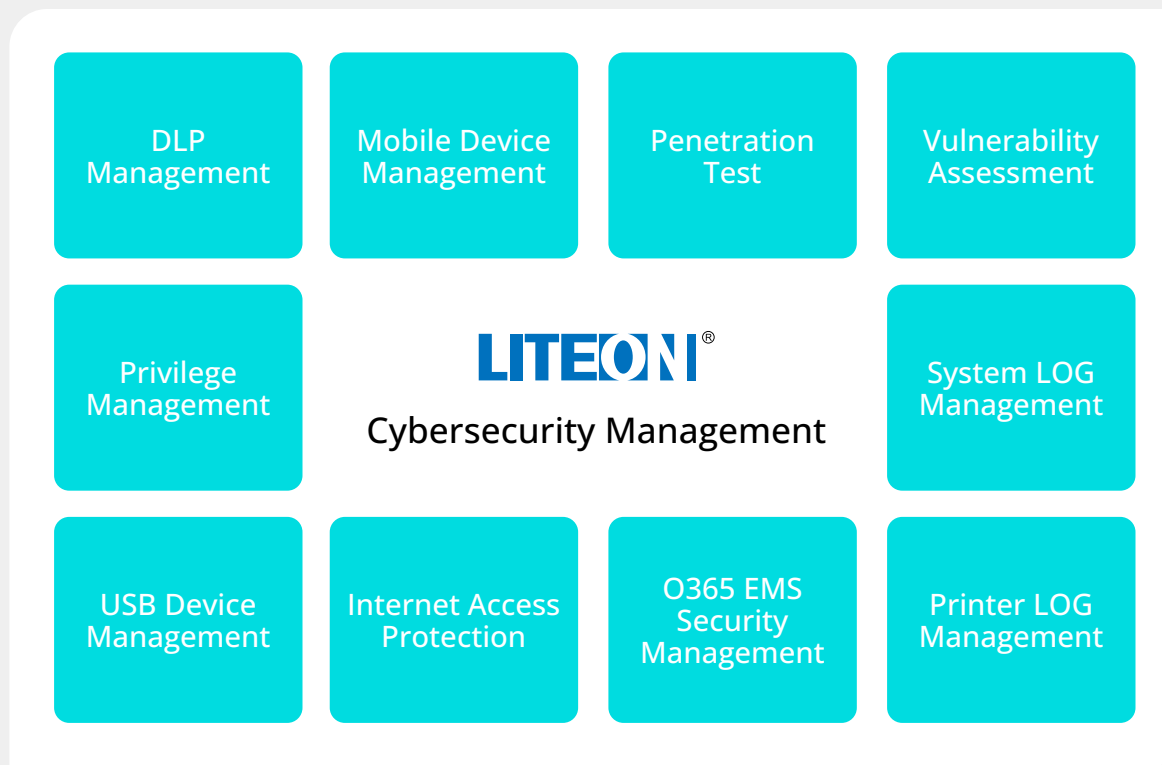 DLP
Management
Mobile Device
Management
Penetration
Test
Vulnerability
Assessment
Privilege
Management
LITEON®
Cybersecurity Management
System LOG
Management
USB Device
Management
Internet Access
Protection
O365 EMS
Security
Management
Printer LOG
Management